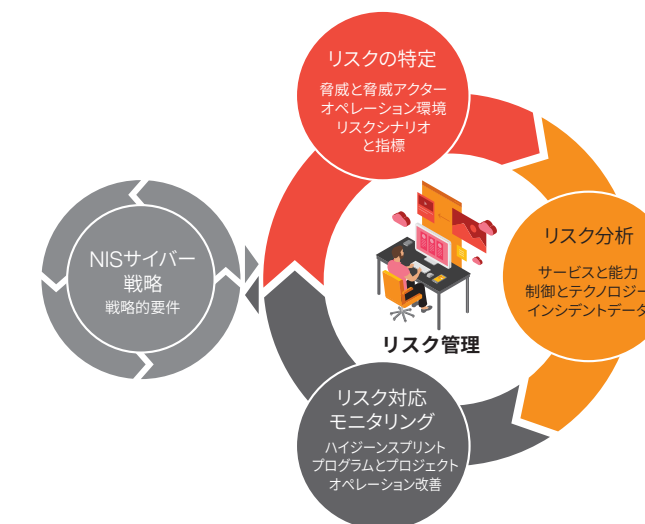 リスクの特定
脅威と脅威アクター
オペレーション環境
リスクシナリオ
と指標
NISサイバー
戦略
戦略的要件
リスク分析
サービスと能力
制御とテクノロジー
インシデントデータ
リスク管理
リスク対応
モニタリング
ハイジーンスプリント
プログラムとプロジェクト
オペレーション改善